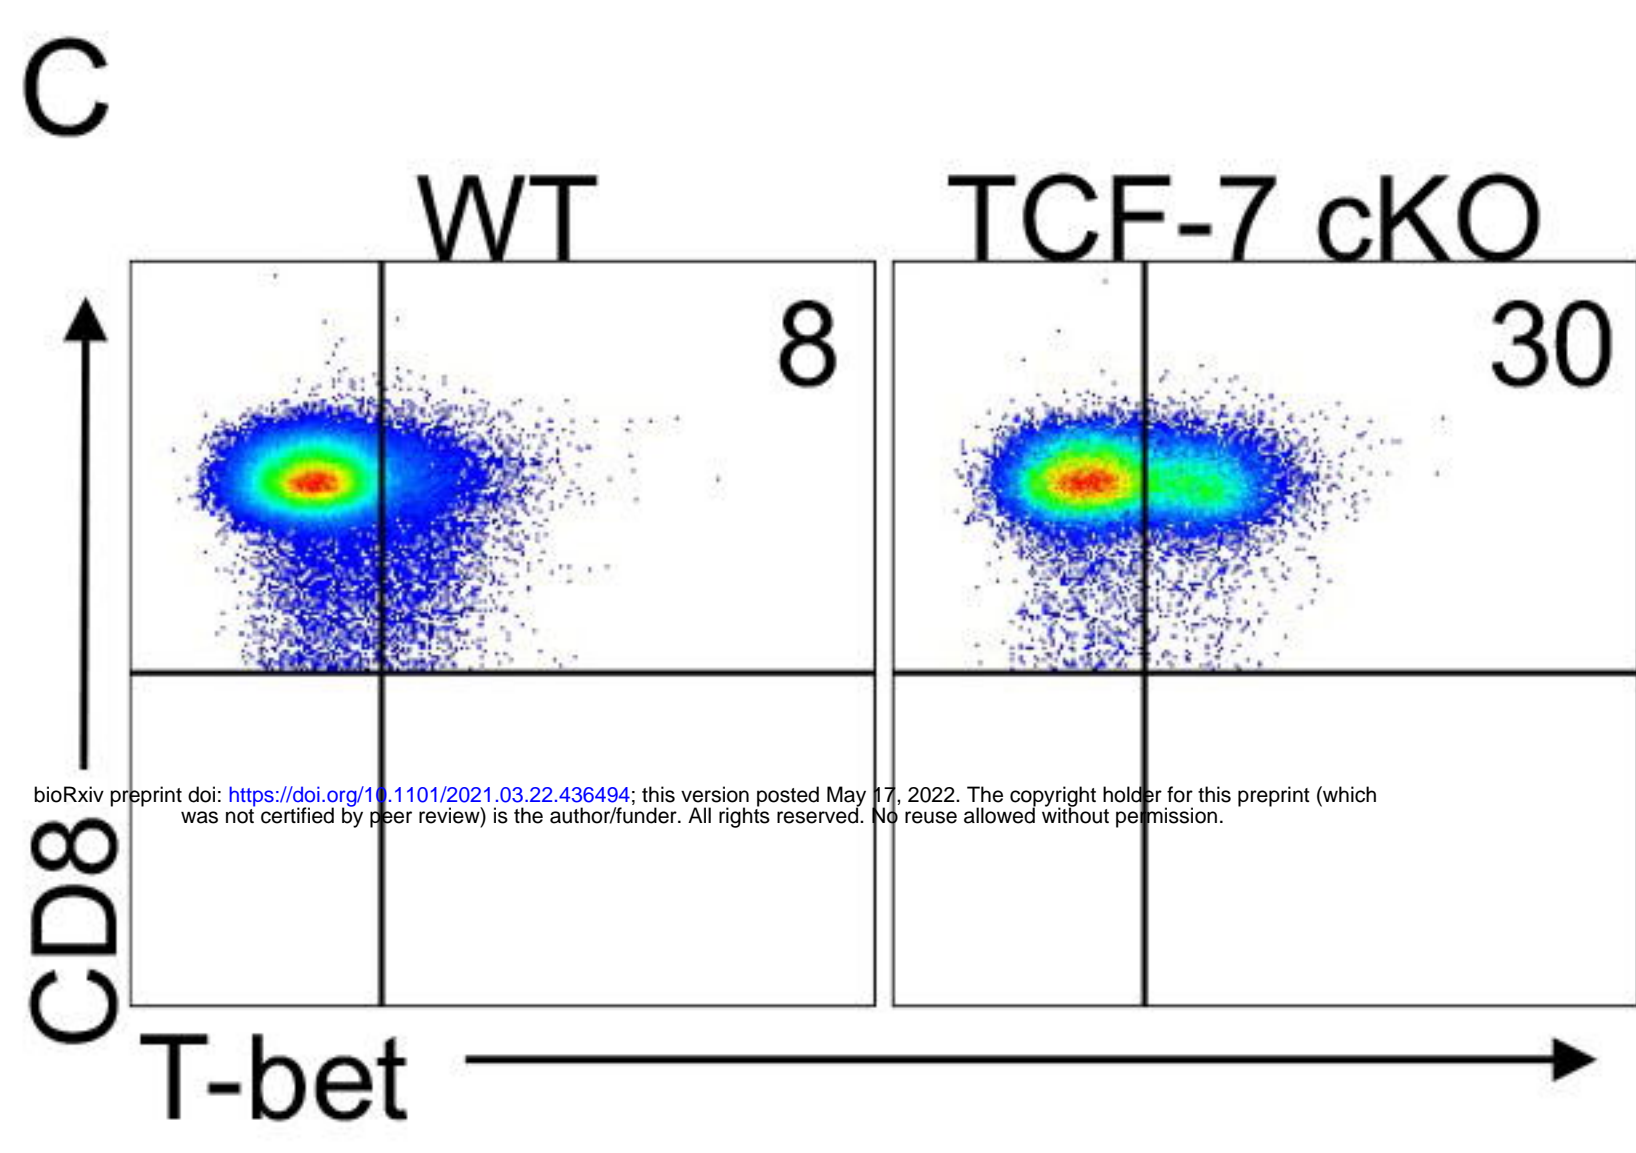 C
WT
TCF-7 cKO
8
30
CD8
bioRxiv preprint doi: https://doi.org/10.1101/2021.03.22.436494; this version posted May 17, 2022. The copyright holder for this preprint (which
was not certified by peer review) is the author/funder. All rights reserved. No reuse allowed without permission.
T-bet